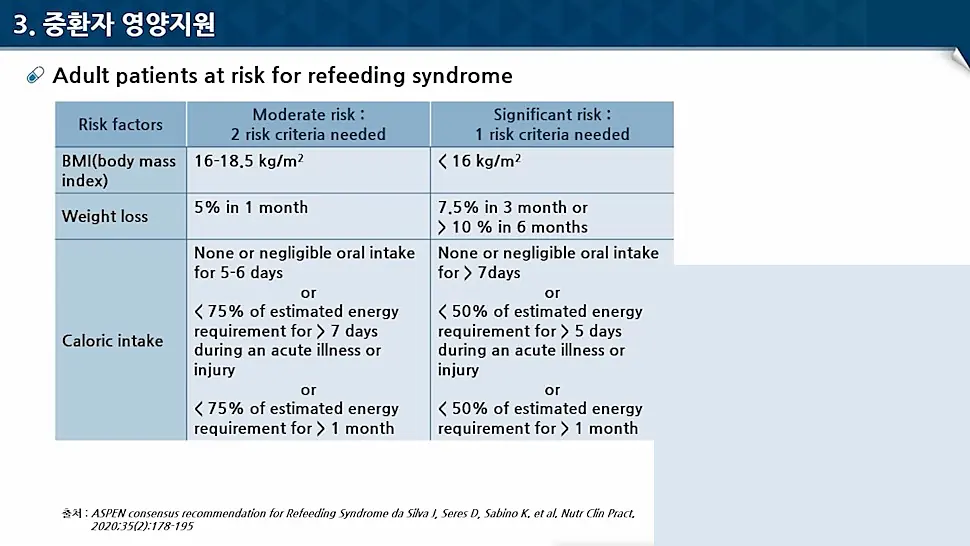 3. 중환자 영양지원
Adult patients at risk for refeeding syndrome
Risk factors
Moderate risk :
2 risk criteria needed
Significant risk :
1 risk criteria needed
BMI(body mass
index)
16-18.5 kg/m²
< 16 kg/m²
Weight loss
5% in 1 month
7.5% in 3 month or
> 10 % in 6 months
Caloric intake
None or negligible oral intake
for 5-6 days
or
< 75% of estimated energy
requirement for > 7 days
during an acute illness or
injury
or
< 75% of estimated energy
requirement for > 1 month
None or negligible oral intake
for > 7days
or
< 50% of estimated energy
requirement for > 5 days
during an acute illness or
injury
or
< 50% of estimated energy
requirement for > 1 month
출처 : ASPEN consensus recommendation for Refeeding Syndrome da Silva J, Seres D, Sabino K. et al. Nutr Clin Pract.
2020;35(2):178-195